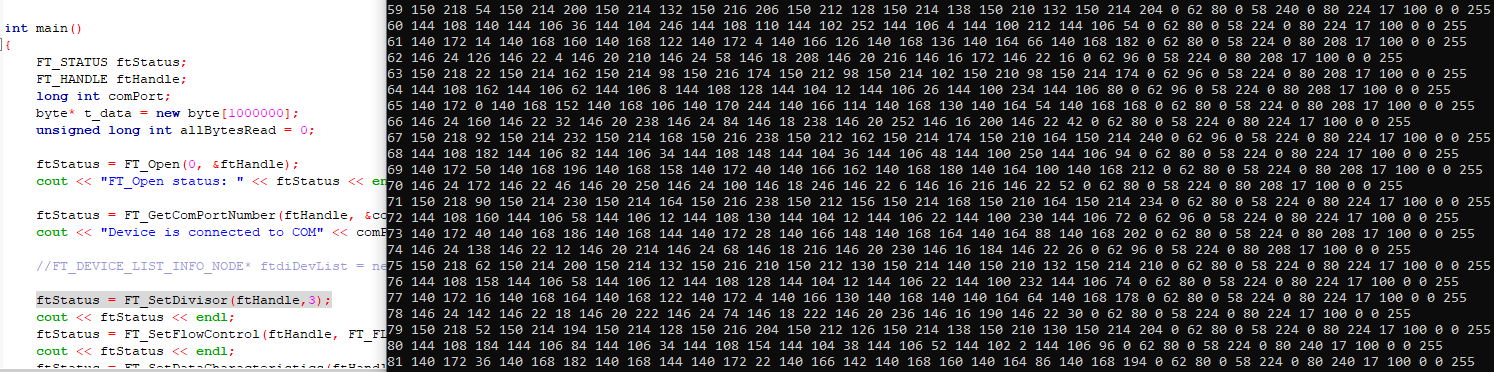 int main()
{
FT_STATUS ftStatus;
FT_HANDLE ftHandle;
long int comPort;
byte* t_data = new byte[1000000];
unsigned long int allBytesRead = 0;
ftStatus = FT_Open(0, &ftHandle);
cout << "FT_Open status: " << ftStatus << en
ftStatus = FT_GetComPortNumber(ftHandle, &co
cout << "Device is connected to COM" << comP
//FT_DEVICE_LIST_INFO_NODE* ftdiDevList = ne
ftStatus = FT_SetDivisor(ftHandle,3);
cout << ftStatus << endl;
ftStatus = FT_SetFlowControl(ftHandle, FT_FL
cout << ftStatus << endl;
ftStatus = FT_SetDataCharacteristics(ftHandl
59 150 218 54 150 214 200 150 214 132 150 216 206 150 212 128 150 214 138 150 210 132 150 214 204 0 62 80 0 58 240 0 80 224 17 100 0 0 255
60 144 108 140 144 106 36 144 104 246 144 108 110 144 102 252 144 106 4 144 100 212 144 106 54 0 62 80 0 58 224 0 80 224 17 100 0 0 255
61 140 172 14 140 168 160 140 168 122 140 172 4 140 166 126 140 168 136 140 164 66 140 168 182 0 62 80 0 58 224 0 80 208 17 100 0 0 255
62 146 24 126 146 22 4 146 20 210 146 24 58 146 18 208 146 20 216 146 16 172 146 22 16 0 62 96 0 58 224 0 80 208 17 100 0 0 255
63 150 218 22 150 214 162 150 214 98 150 216 174 150 212 98 150 214 102 150 210 98 150 214 174 0 62 96 0 58 224 0 80 208 17 100 0 0 255
64 144 108 162 144 106 62 144 106 8 144 108 128 144 104 12 144 106 26 144 100 234 144 106 80 0 62 96 0 58 224 0 80 208 17 100 0 0 255
65 140 172 0 140 168 152 140 168 106 140 170 244 140 166 114 140 168 130 140 164 54 140 168 168 0 62 80 0 58 224 0 80 208 17 100 0 0 255
66 146 24 160 146 22 32 146 20 238 146 24 84 146 18 238 146 20 252 146 16 200 146 22 42 0 62 80 0 58 224 0 80 208 17 100 0 0 255
67 150 218 92 150 214 232 150 214 168 150 216 238 150 212 162 150 214 174 150 210 164 150 214 240 0 62 96 0 58 224 0 80 224 17 100 0 0 255
68 144 108 182 144 106 82 144 106 34 144 108 148 144 104 36 144 106 48 144 100 250 144 106 94 0 62 80 0 58 224 0 80 224 17 100 0 0 255
69 140 172 50 140 168 196 140 168 158 140 172 40 140 166 162 140 168 180 140 164 100 140 168 212 0 62 80 0 58 224 0 80 224 17 100 0 0 255
70 146 24 172 146 22 46 146 20 250 146 24 100 146 18 246 146 22 6 146 16 216 146 22 52 0 62 80 0 58 224 0 80 208 17 100 0 0 255
71 150 218 90 150 214 230 150 214 164 150 216 238 150 212 156 150 214 168 150 210 164 150 214 234 0 62 80 0 58 224 0 80 224 17 100 0 0 255
72 144 108 160 144 106 58 144 106 12 144 108 130 144 104 12 144 106 22 144 100 230 144 106 72 0 62 96 0 58 224 0 80 224 17 100 0 0 255
73 140 172 40 140 168 186 140 168 144 140 172 28 140 166 148 140 168 164 140 164 88 140 168 202 0 62 80 0 58 224 0 80 224 17 100 0 0 255
74 146 24 138 146 22 12 146 20 214 146 24 68 146 18 216 146 20 230 146 16 184 146 22 26 0 62 96 0 58 224 0 80 208 17 100 0 0 255
75 150 218 62 150 214 200 150 214 132 150 216 210 150 212 130 150 214 140 150 210 132 150 214 210 0 62 80 0 58 224 0 80 224 17 100 0 0 255
76 144 108 158 144 106 58 144 106 12 144 108 128 144 104 12 144 106 22 144 100 232 144 106 74 0 62 80 0 58 224 0 80 224 17 100 0 0 255
77 140 172 16 140 168 164 140 168 122 140 172 4 140 166 130 140 168 140 140 164 64 140 168 178 0 62 80 0 58 224 0 80 224 17 100 0 0 255
78 146 24 142 146 22 18 146 20 222 146 24 74 146 18 222 146 20 236 146 16 190 146 22 30 0 62 80 0 58 224 0 80 224 17 100 0 0 255
79 150 218 52 150 214 194 150 214 128 150 216 204 150 212 126 150 214 138 150 210 130 150 214 204 0 62 80 0 58 224 0 80 224 17 100 0 0 255
80 144 108 184 144 106 84 144 106 34 144 108 154 144 104 38 144 106 52 144 102 2 144 106 96 0 62 80 0 58 224 0 80 240 17 100 0 0 255
81 140 172 36 140 168 182 140 168 144 140 172 22 140 166 142 140 168 160 140 164 86 140 168 194 0 62 80 0 58 224 0 80 240 17 100 0 0 255